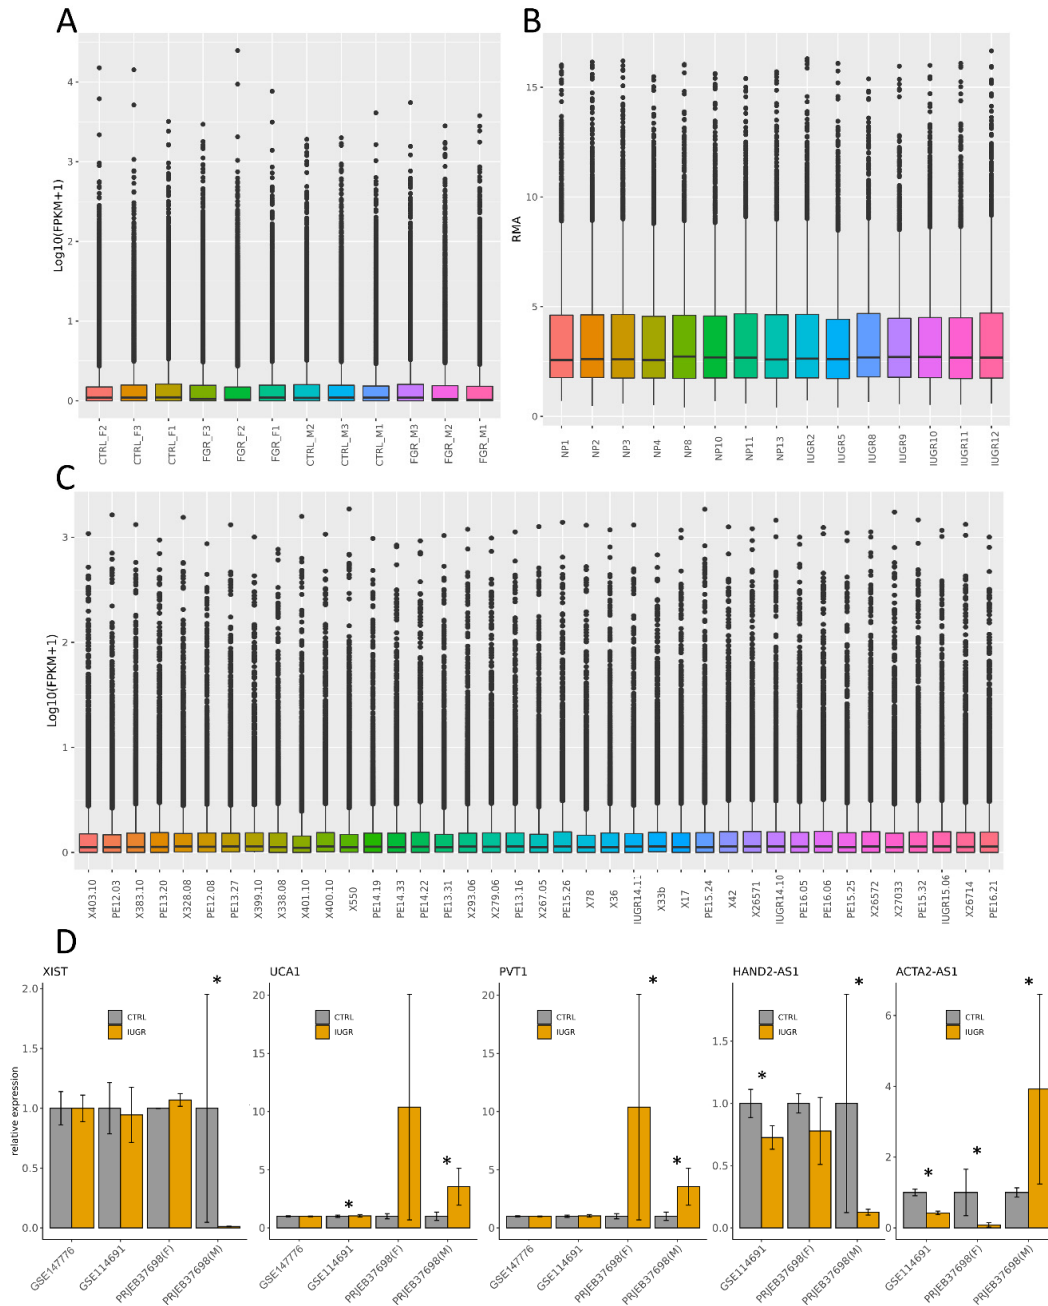 A
Log10(FPKM+1)
4
3
2
1
0
CTRL_F2
CTRL_F3
CTRL_F1
FGR_F3
FGR_F2
FGR_F1
CTRL_M2
CTRL_M3
CTRL_M1
FGR_M3
FGR_M2
FGR_M1
B
RMA
15
10
5
0
NP1
NP2
NP3
NP4
NP8
NP10
NP11
NP13
IUGR2
IUGR5
IUGR8
IUGR9
IUGR10
IUGR11
IUGR12
C
Log10(FPKM+1)
3
2
1
0
X403.10
PE12.03
X383.10
PE13.20
X328.08
PE12.08
PE13.27
X399.10
X338.08
X401.10
X400.10
X550
PE14.19
PE14.33
PE14.22
PE13.31
X293.06
X279.06
PE13.16
X267.05
PE15.26
X78
X36
IUGR14.11
X33b
X17
PE15.24
X42
X26571
IUGR14.10
PE16.05
PE16.06
PE15.25
X26572
X27033
PE15.32
IUGR15.06
X26714
PE16.21
D
XIST
relative expression
2.0
1.5
1.0
0.5
0.0
CTRL
IUGR
*
GSE147776
GSE114691
PRJEB37698(F)
PRJEB37698(M)
UCA1
20
15
10
5
0
CTRL
IUGR
*
*
GSE147776
GSE114691
PRJEB37698(F)
PRJEB37698(M)
PVT1
20
15
10
5
0
CTRL
IUGR
*
*
GSE147776
GSE114691
PRJEB37698(F)
PRJEB37698(M)
HAND2-AS1
1.5
1.0
0.5
0.0
CTRL
IUGR
*
*
GSE114691
PRJEB37698(F)
PRJEB37698(M)
ACTA2-AS1
6
4
2
0
CTRL
IUGR
*
*
*
GSE114691
PRJEB37698(F)
PRJEB37698(M)